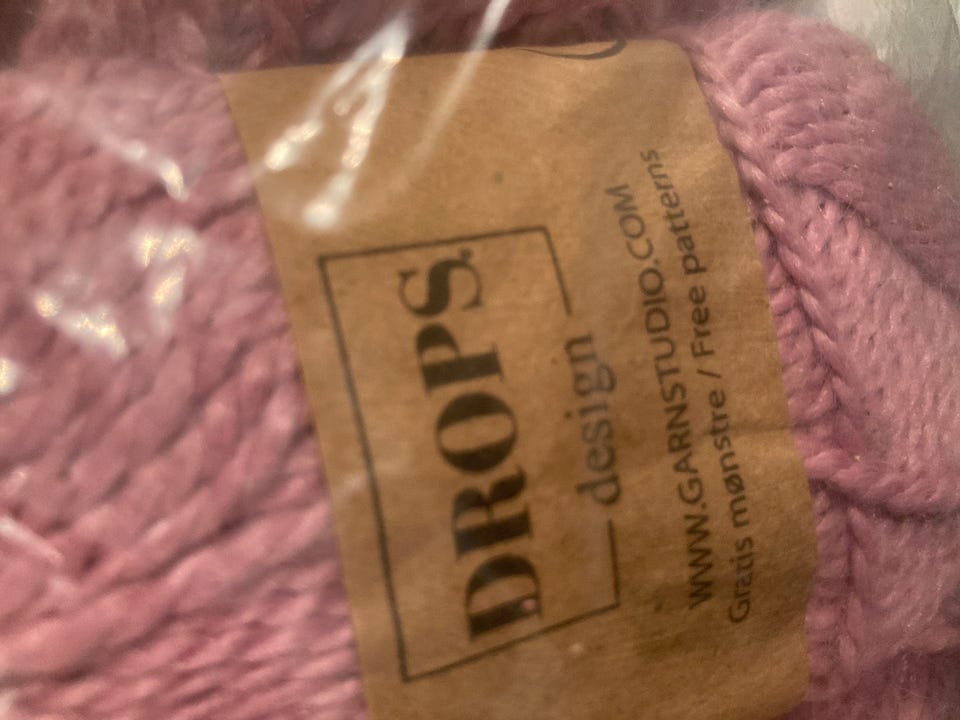 DROPS
design
WWW.GARNSTUDIO.COM
Gratis mønstre / Free patterns